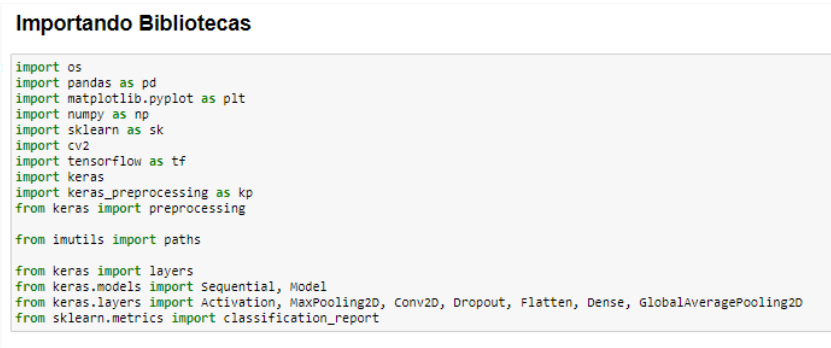 Importando Bibliotecas
import os
import pandas as pd
import matplotlib.pyplot as plt
import numpy as np
import sklearn as sk
import cv2
import tensorflow as tf
import keras
import keras_preprocessing as kp
from keras import preprocessing
from imutils import paths
from keras import layers
from keras.models import Sequential, Model
from keras.layers import Activation, MaxPooling2D, Conv2D, Dropout, Flatten, Dense, GlobalAveragePooling2D
from sklearn.metrics import classification_report